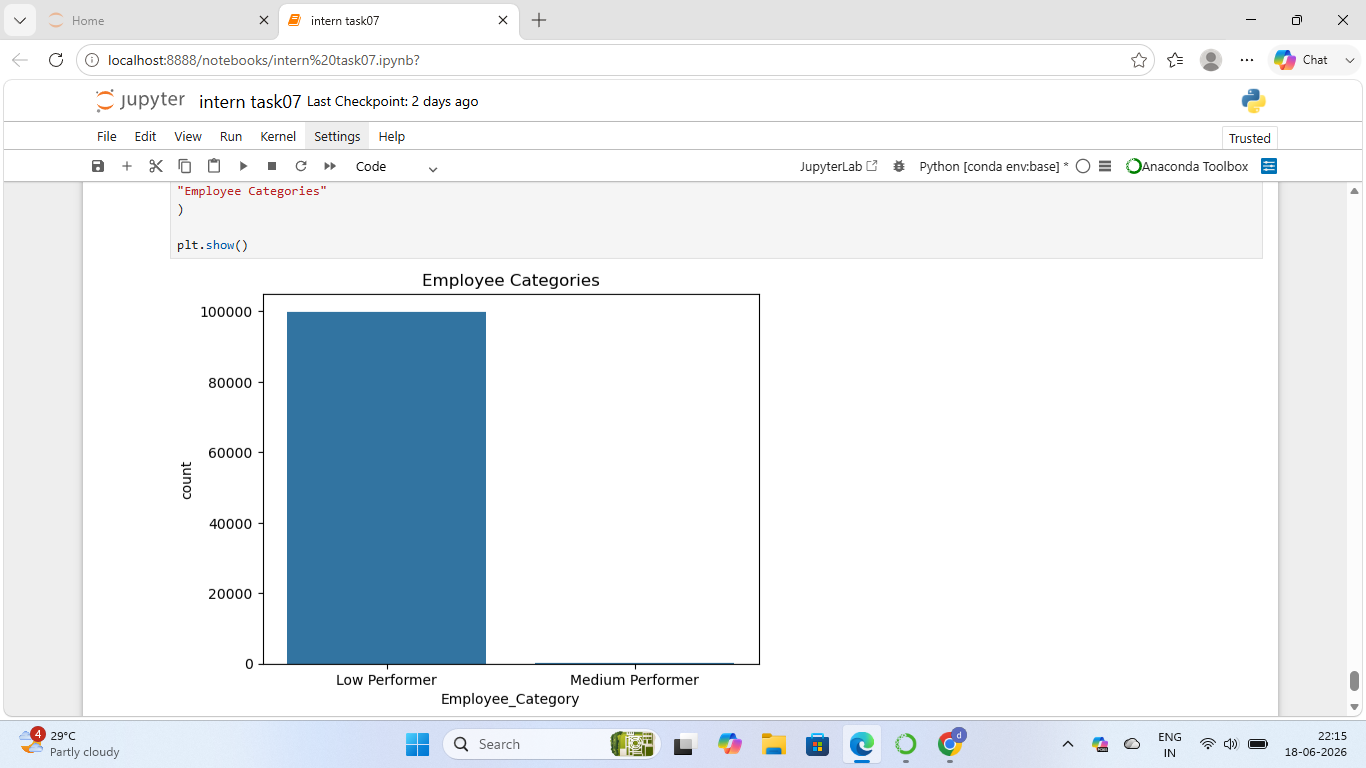 Home
intern task07
localhost:8888/notebooks/intern%20task07.ipynb?
Chat
jupyter intern task07 Last Checkpoint: 2 days ago
File Edit View Run Kernel Settings Help
Trusted
Code
JupyterLab
Python [conda env:base] *
Anaconda Toolbox
"Employee Categories"
)
plt.show()
Employee Categories
100000
80000
60000
40000
20000
0
count
Low Performer
Medium Performer
Employee_Category
4
29°C
Partly cloudy
Search
d
ENG
IN
22:15
18-06-2026